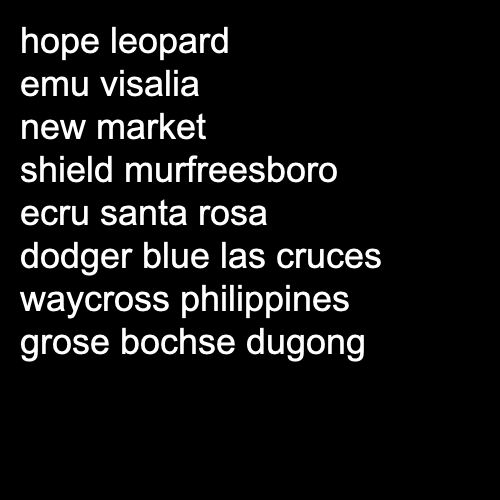 hope leopard
emu visalia
new market
shield murfreesboro
ecru santa rosa
dodger blue las cruces
waycross philippines
grose bochse dugong